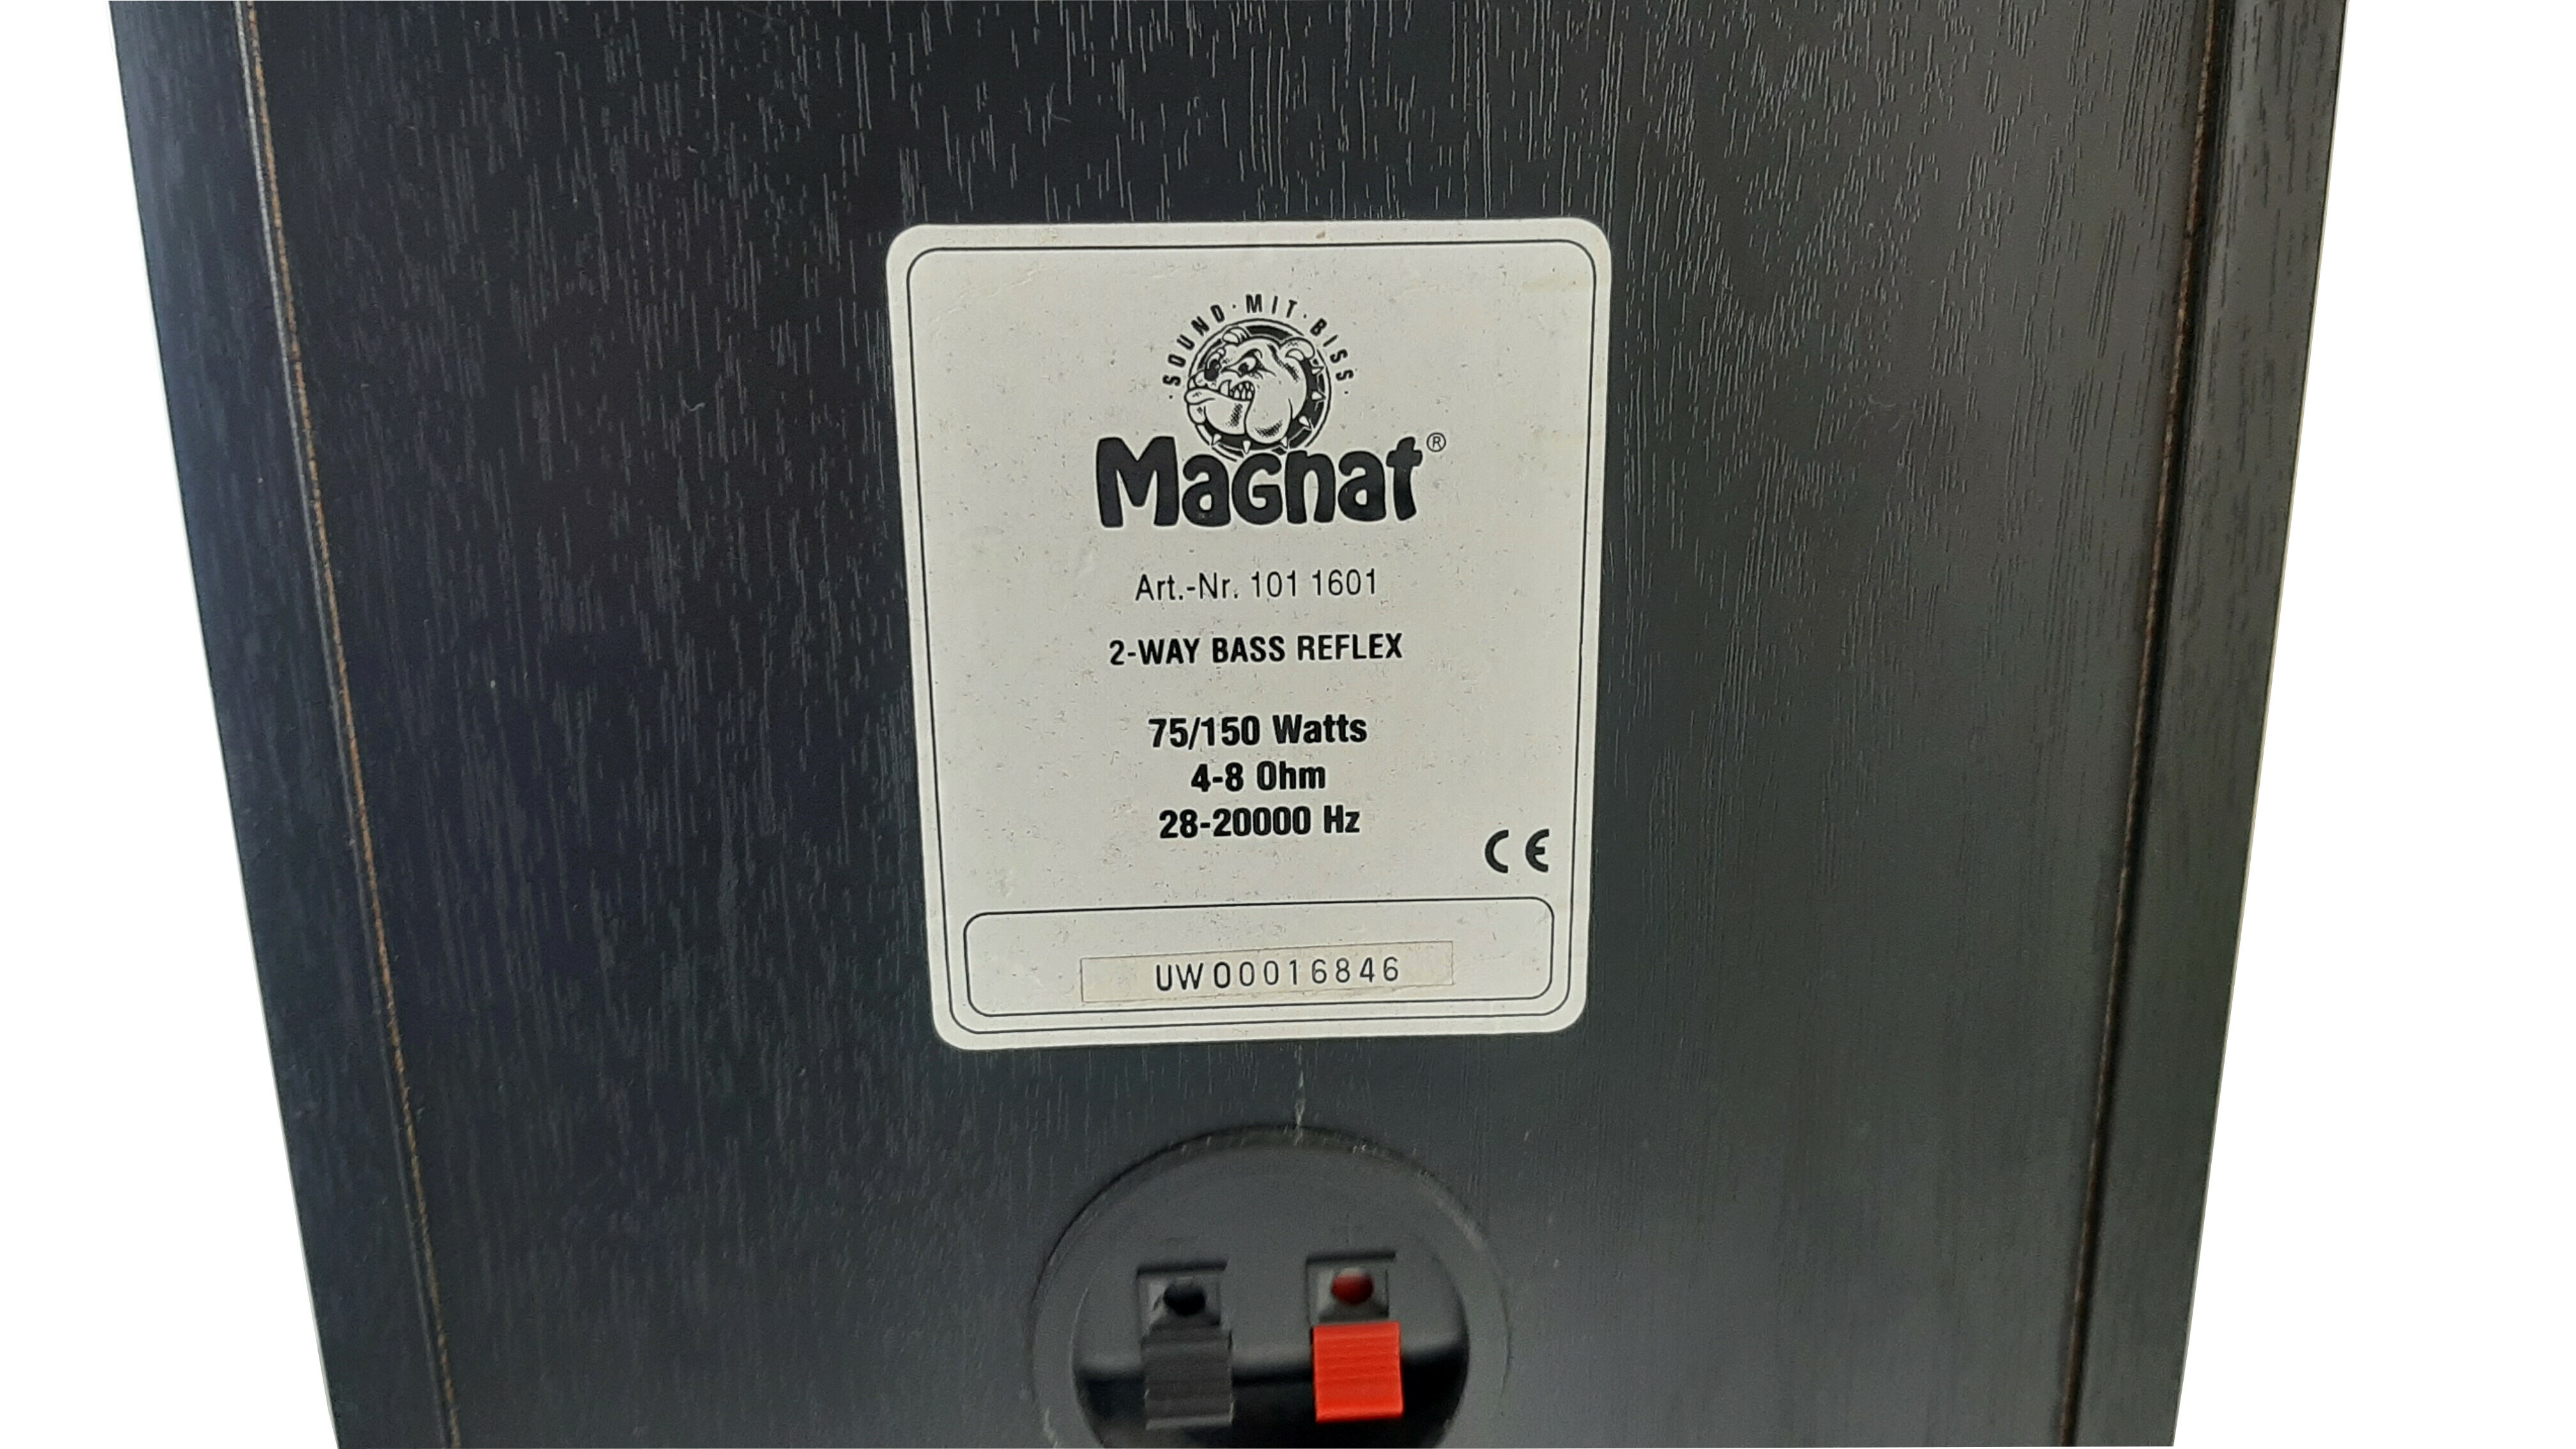 · SOUND · MIT · BISS ·
Magnat®
Art.-Nr. 101 1601
2-WAY BASS REFLEX
75/150 Watts
4-8 Ohm
28-20000 Hz
CE
UW00016846